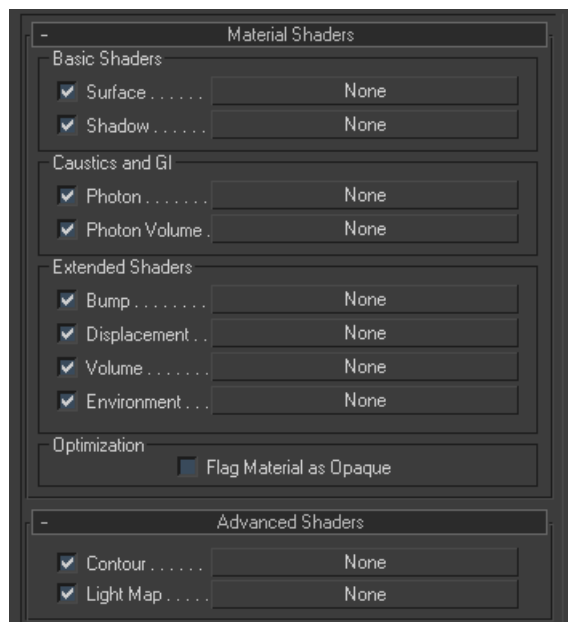 - Material Shaders
Basic Shaders
Surface . . . . . . None
Shadow . . . . . . None
Caustics and GI
Photon . . . . . . . None
Photon Volume . None
Extended Shaders
Bump . . . . . . . . None
Displacement . . None
Volume . . . . . . . None
Environment . . . None
Optimization
Flag Material as Opaque
- Advanced Shaders
Contour . . . . . . None
Light Map . . . . . None